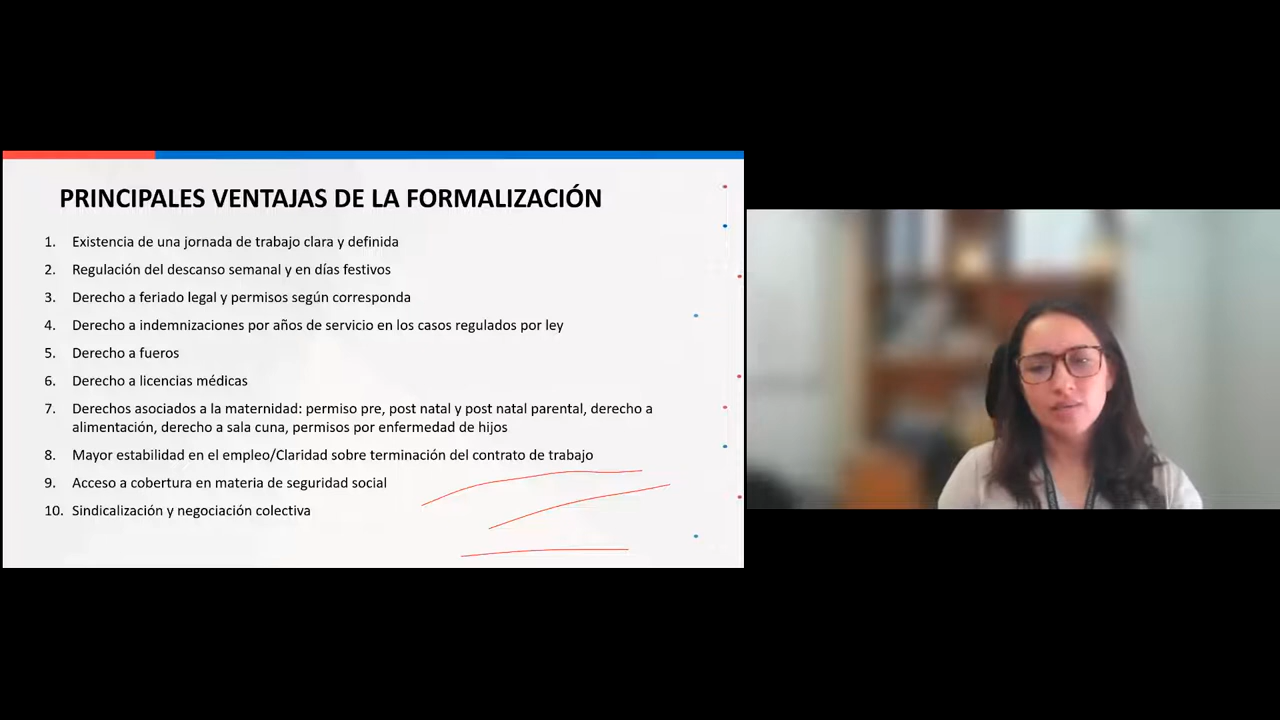 PRINCIPALES VENTAJAS DE LA FORMALIZACIÓN
1. Existencia de una jornada de trabajo clara y definida
2. Regulación del descanso semanal y en días festivos
3. Derecho a feriado legal y permisos según corresponda
4. Derecho a indemnizaciones por años de servicio en los casos regulados por ley
5. Derecho a fueros
6. Derecho a licencias médicas
7. Derechos asociados a la maternidad: permiso pre, post natal y post natal parental, derecho a
alimentación, derecho a sala cuna, permisos por enfermedad de hijos
8. Mayor estabilidad en el empleo/Claridad sobre terminación del contrato de trabajo
9. Acceso a cobertura en materia de seguridad social
10. Sindicalización y negociación colectiva